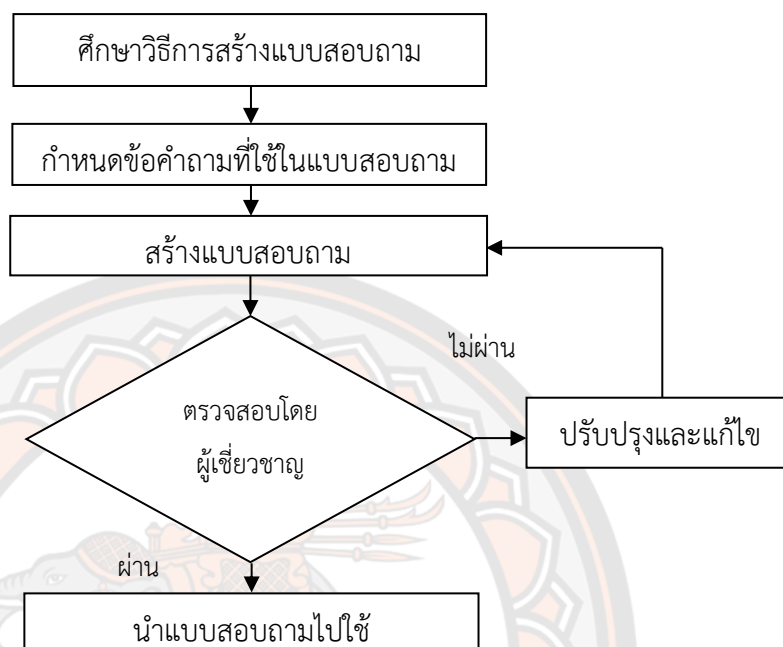 ศึกษาวิธีการสร้างแบบสอบถาม
กำหนดข้อคำถามที่ใช้ในแบบสอบถาม
สร้างแบบสอบถาม
ไม่ผ่าน
ตรวจสอบโดย
ผู้เชี่ยวชาญ
ปรับปรุงและแก้ไข
ผ่าน
นำแบบสอบถามไปใช้